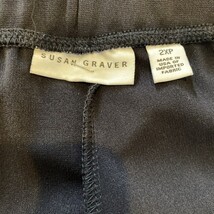 SUSAN GRAVER
2XP
MADE IN
USA OF
IMPORTED
FABRIC